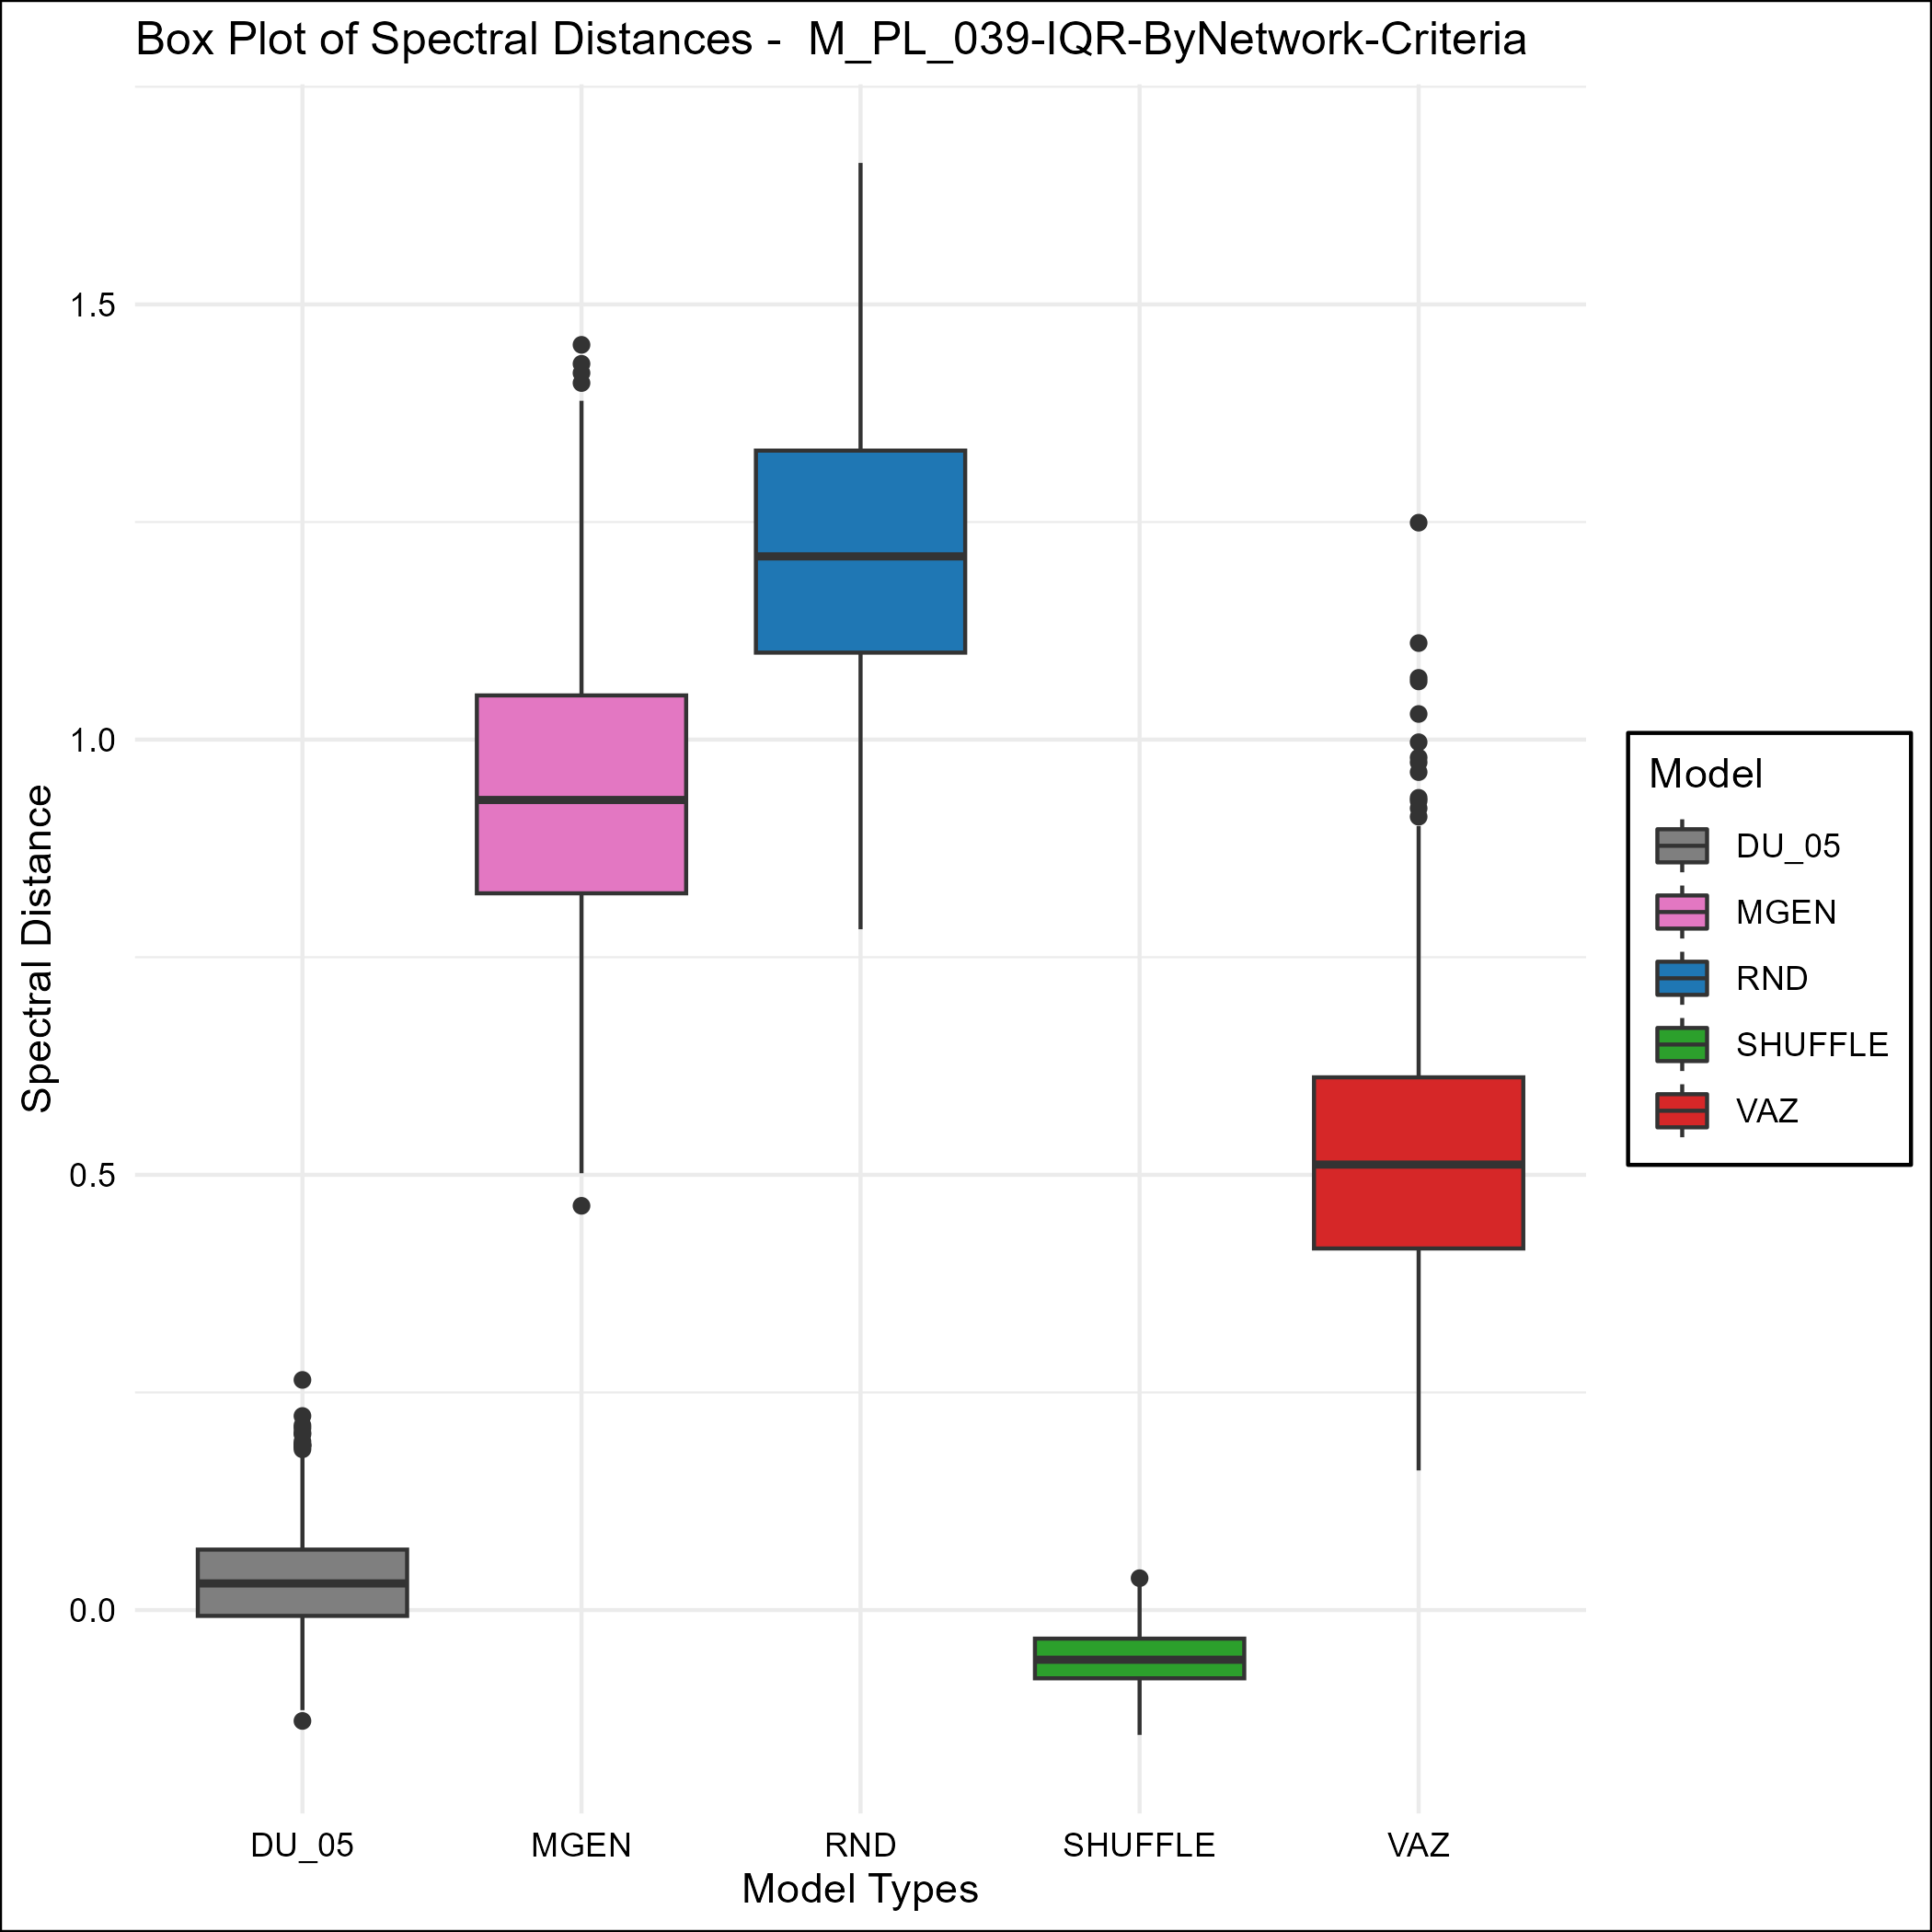 Box Plot of Spectral Distances -  M_PL_039-IQR-ByNetwork-Criteria
Spectral Distance
1.5
1.0
0.5
0.0
DU_05
MGEN
RND
SHUFFLE
VAZ
Model Types
Model
DU_05
MGEN
RND
SHUFFLE
VAZ